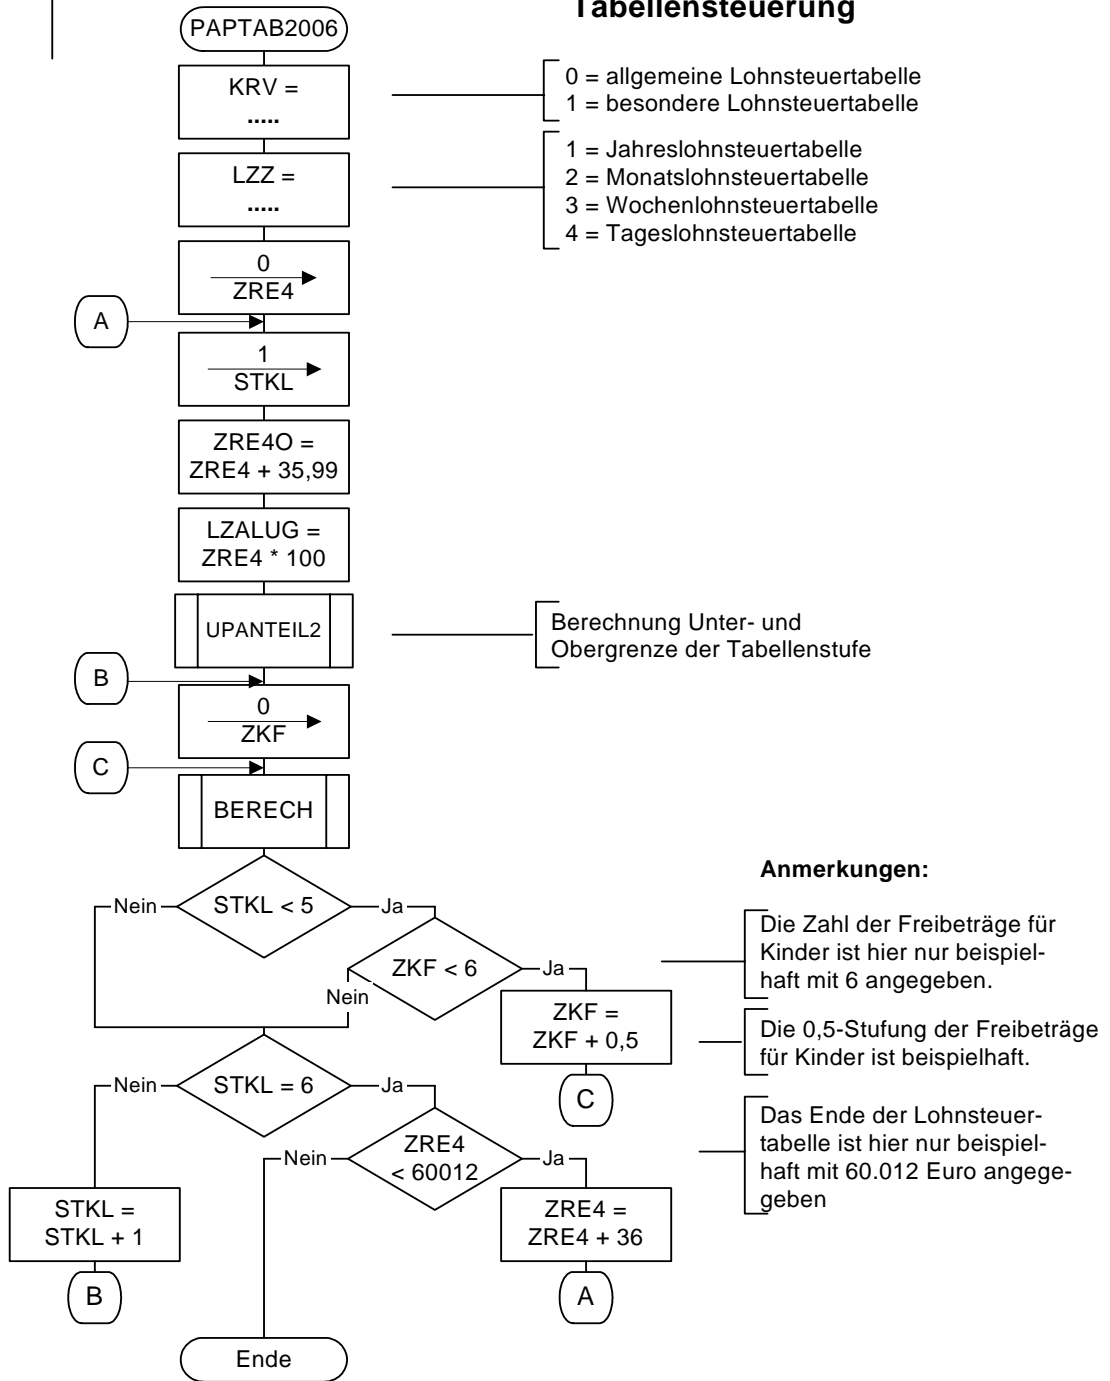 Tabellensteuerung
PAPTAB2006
KRV =
.....
0 = allgemeine Lohnsteuertabelle
1 = besondere Lohnsteuertabelle
LZZ =
.....
1 = Jahreslohnsteuertabelle
2 = Monatslohnsteuertabelle
3 = Wochenlohnsteuertabelle
4 = Tageslohnsteuertabelle
0
ZRE4
A
1
STKL
ZRE4O =
ZRE4 + 35,99
LZALUG =
ZRE4 * 100
UPANTEIL2
Berechnung Unter- und
Obergrenze der Tabellenstufe
B
0
ZKF
C
BERECH
Anmerkungen:
Nein
STKL < 5
Ja
ZKF < 6
Nein
Ja
Die Zahl der Freibeträge für
Kinder ist hier nur beispiel-
haft mit 6 angegeben.
ZKF =
ZKF + 0,5
Die 0,5-Stufung der Freibeträge
für Kinder ist beispielhaft.
C
Nein
STKL = 6
Ja
Nein
ZRE4
< 60012
Ja
Das Ende der Lohnsteuer-
tabelle ist hier nur beispiel-
haft mit 60.012 Euro angege-
geben
STKL =
STKL + 1
ZRE4 =
ZRE4 + 36
B
A
Ende